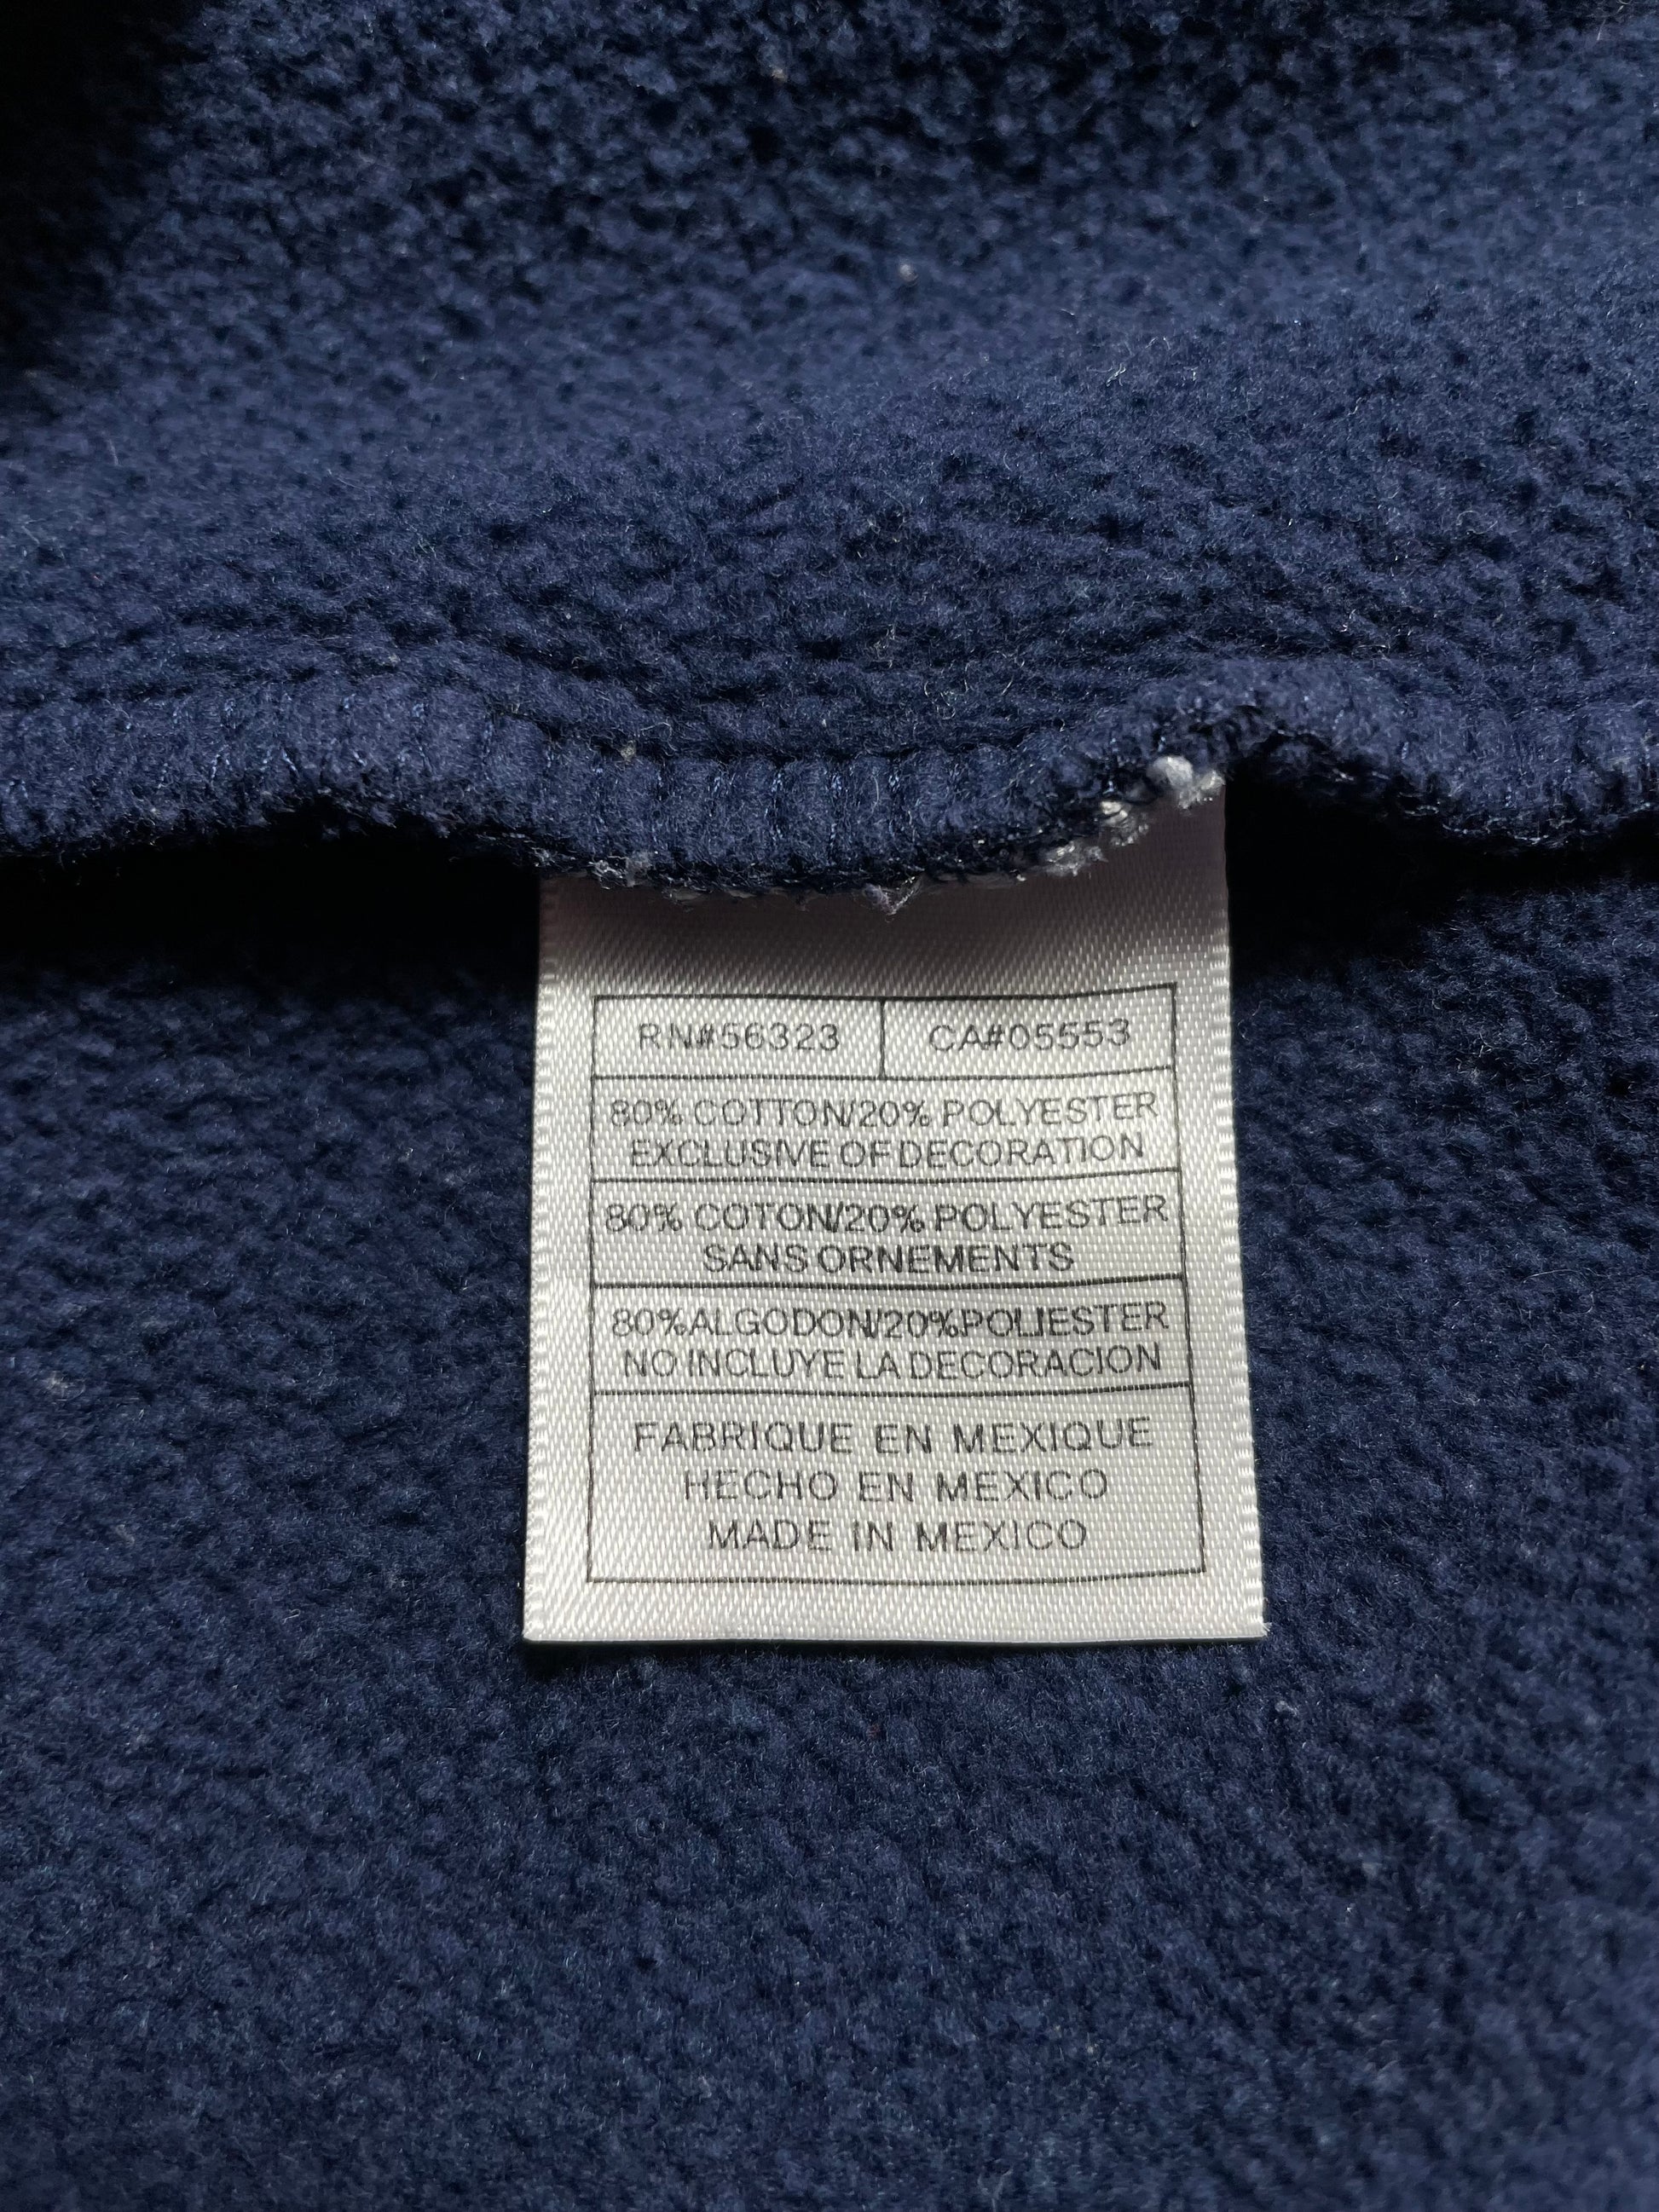 RN#56323 CA#05553
80% COTTON/20% POLYESTER
EXCLUSIVE OF DECORATION
80% COTON/20% POLYESTER
SANS ORNEMENTS
80%ALGODON/20%POLIESTER
NO INCLUYE LA DECORACION
FABRIQUE EN MEXIQUE
HECHO EN MEXICO
MADE IN MEXICO